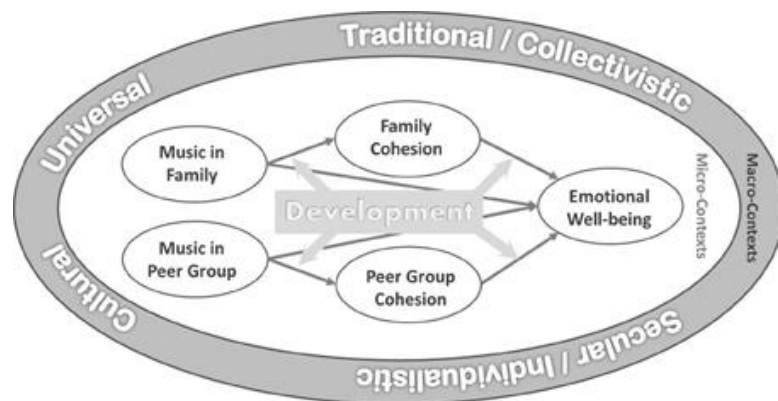 Traditional / Collectivistic
Universal
Music in
Family
Family
Cohesion
Micro-Contexts
Macro-Contexts
Development
Emotional
Well-being
Music in
Peer Group
Peer Group
Cohesion
Cultural
Secular / Individualistic